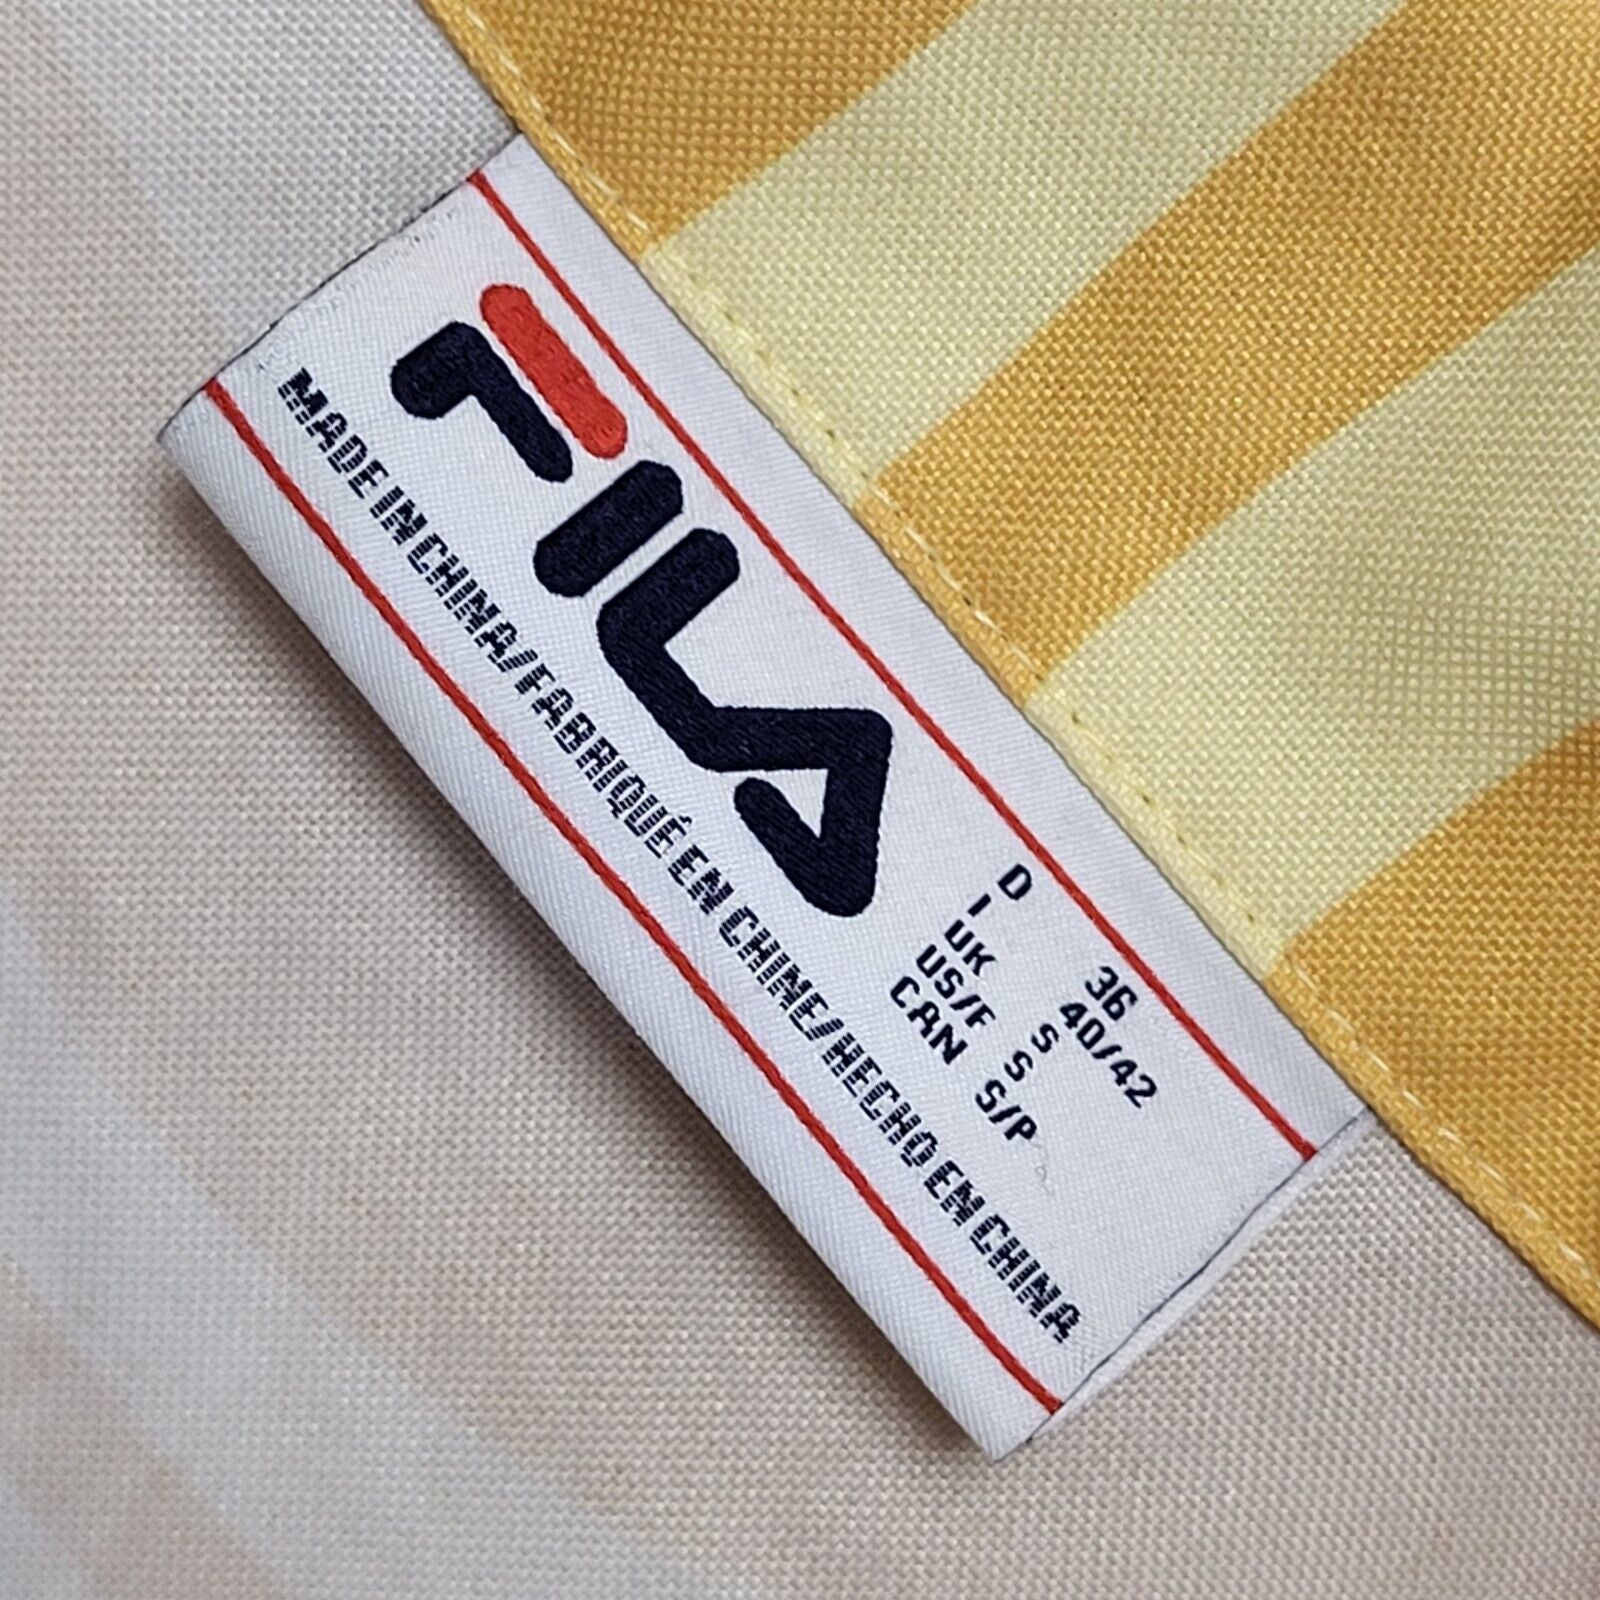 FILA
D 36
I 40/42
UK S
US/F S
CAN S/P
MADE IN CHINA/FABRIQUÉ EN CHINE/HECHO EN CHINA